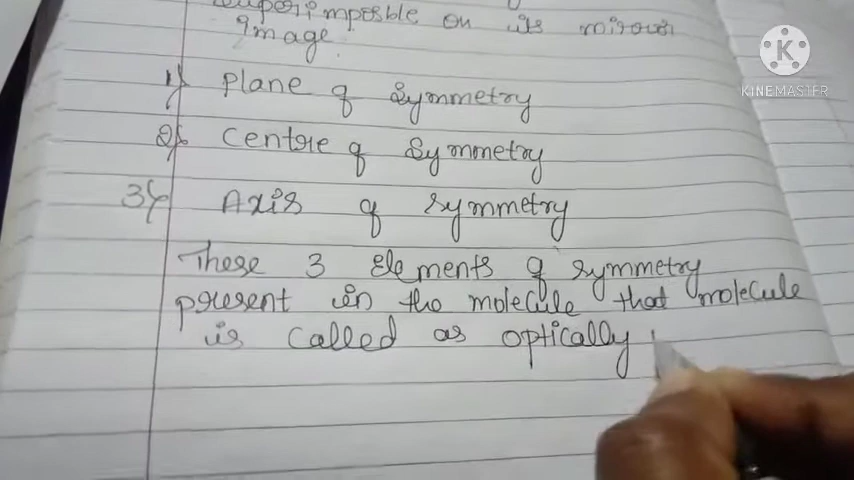 superimposible on its mirror
image.
KINEMASTER
1) Plane of Symmetry
2) Centre of Symmetry
3) Axis of symmetry
These 3 Elements of symmetry
present in the molecule that molecule
is called as optically